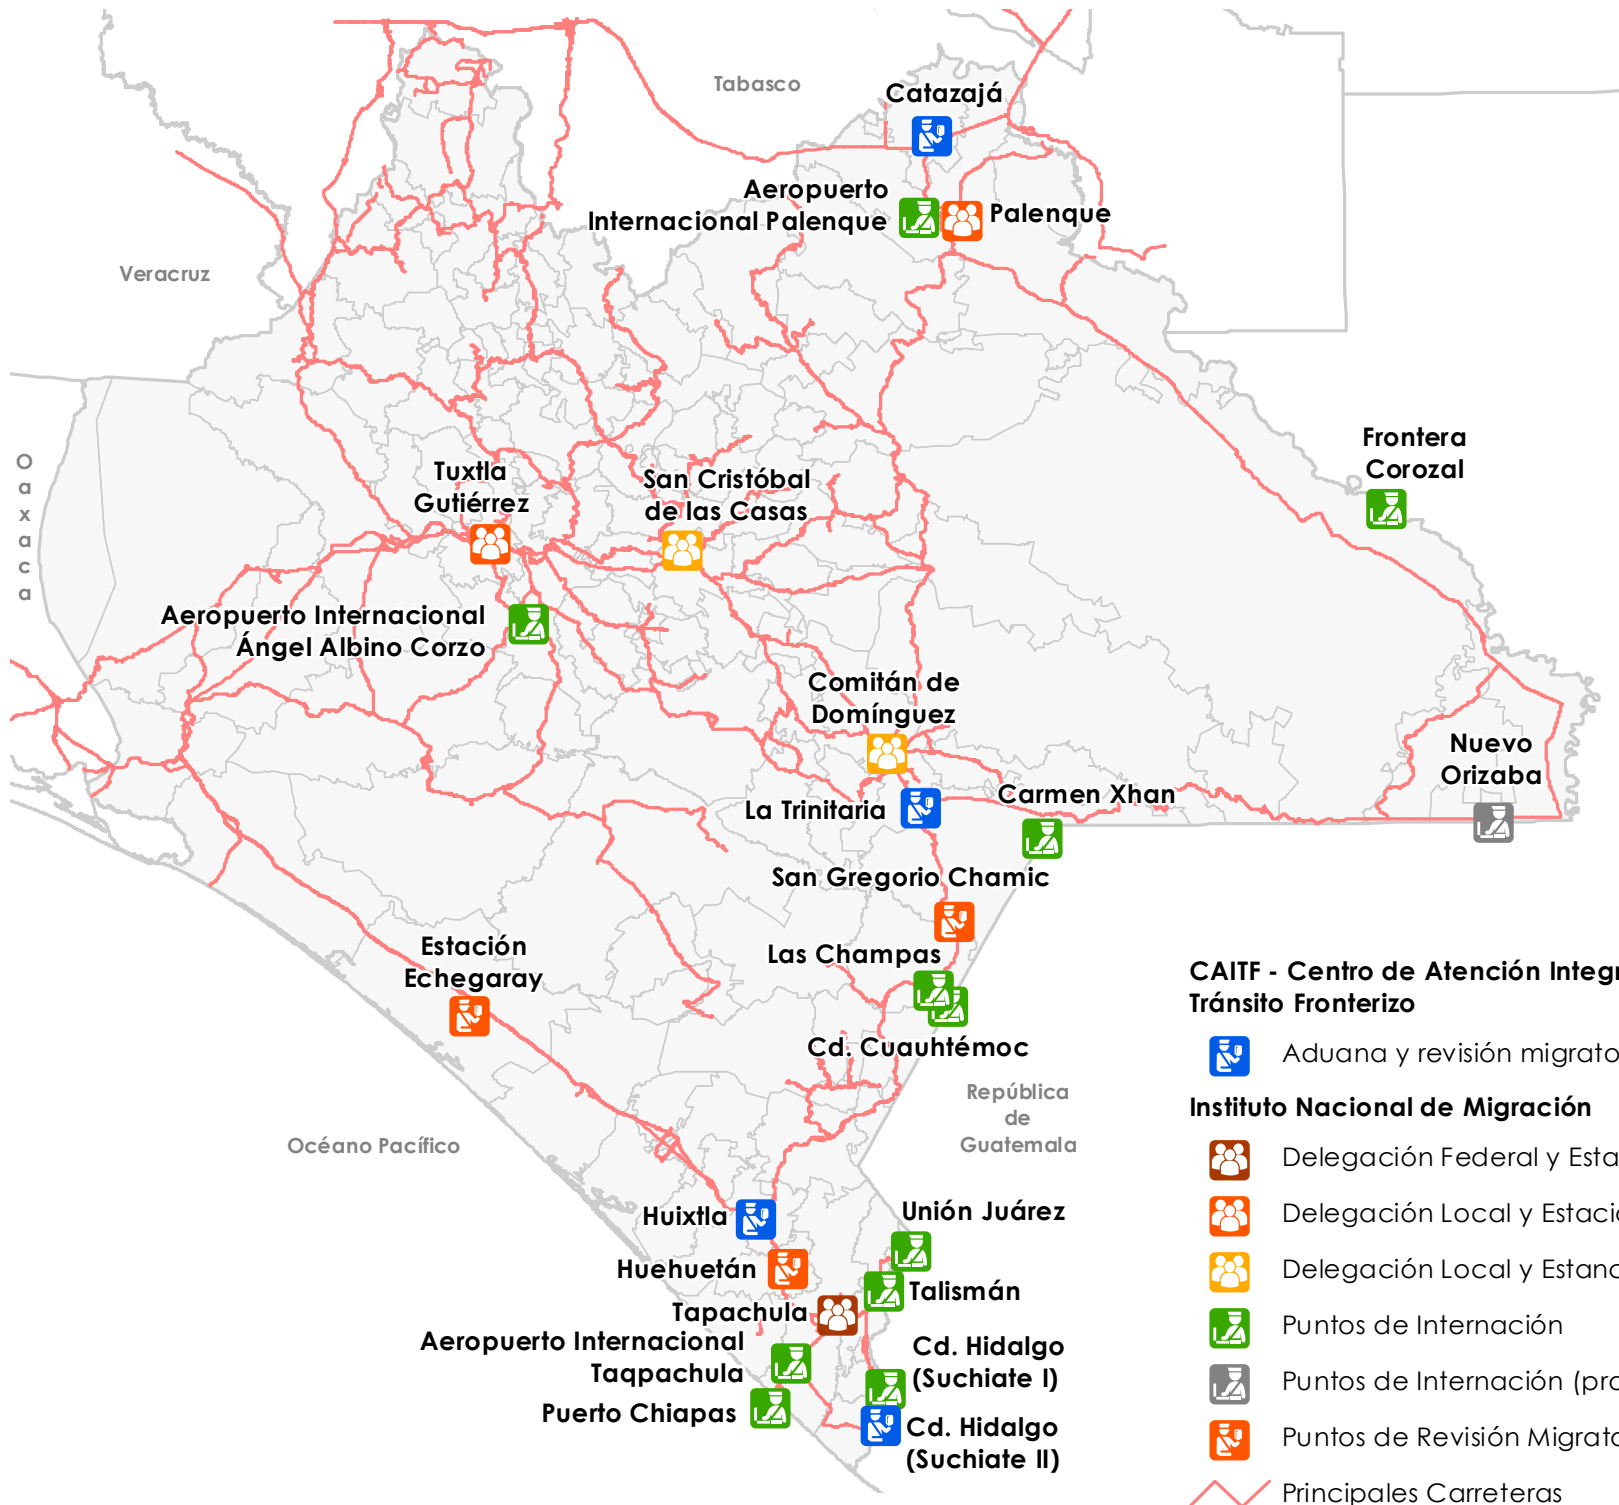 Tabasco
Catazajá
Aeropuerto
Internacional Palenque
Palenque
Veracruz
Oaxaca
Frontera
Corozal
Tuxtla
Gutiérrez
San Cristóbal
de las Casas
Aeropuerto Internacional
Ángel Albino Corzo
Comitán de
Domínguez
Nuevo
Orizaba
La Trinitaria
Carmen Xhan
San Gregorio Chamic
Estación
Echegaray
Las Champas
Cd. Cuauhtémoc
República
de
Guatemala
Océano Pacífico
Huixtla
Unión Juárez
Huehuetán
Talismán
Tapachula
Aeropuerto Internacional
Taqpachula
Cd. Hidalgo
(Suchiate I)
Puerto Chiapas
Cd. Hidalgo
(Suchiate II)
CAITF - Centro de Atención Integr
Tránsito Fronterizo
Aduana y revisión migrato
Instituto Nacional de Migración
Delegación Federal y Esta
Delegación Local y Estació
Delegación Local y Estanc
Puntos de Internación
Puntos de Internación (pro
Puntos de Revisión Migrato
Principales Carreteras